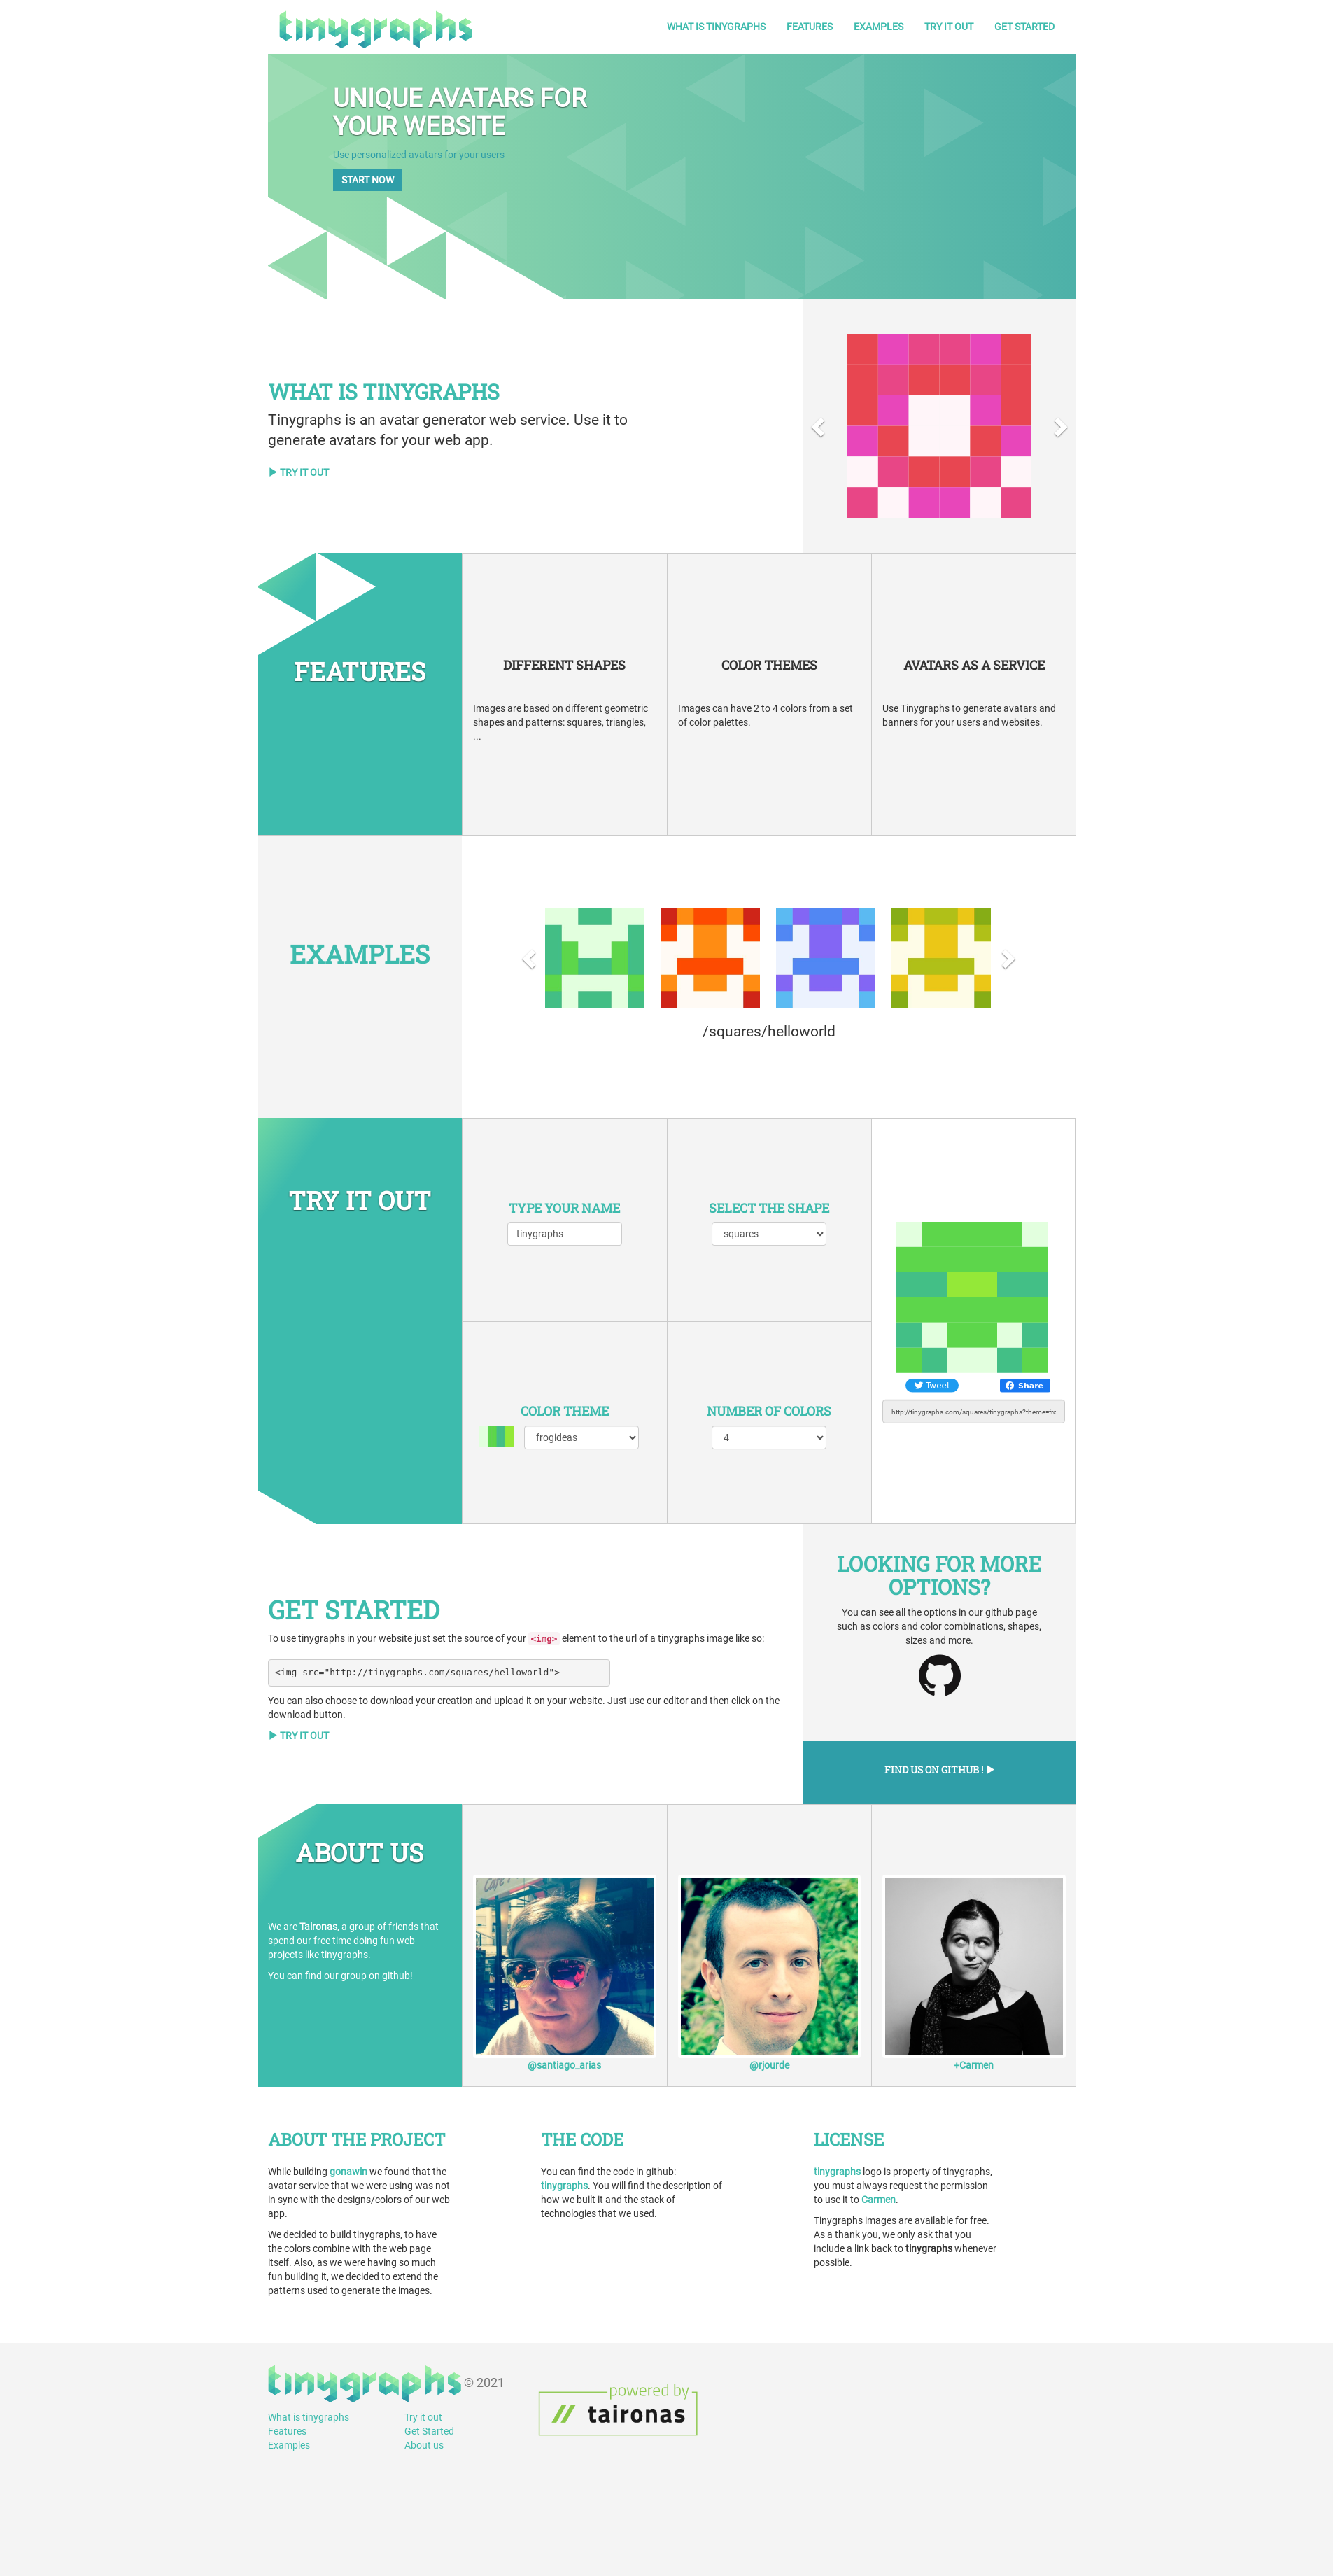 tinygraphs
WHAT IS TINYGRAPHS
FEATURES
EXAMPLES
TRY IT OUT
GET STARTED
UNIQUE AVATARS FOR
YOUR WEBSITE
Use personalized avatars for your users
START NOW
WHAT IS TINYGRAPHS
Tinygraphs is an avatar generator web service. Use it to
generate avatars for your web app.
TRY IT OUT
FEATURES
DIFFERENT SHAPES
Images are based on different geometric
shapes and patterns: squares, triangles,
...
COLOR THEMES
Images can have 2 to 4 colors from a set
of color palettes.
AVATARS AS A SERVICE
Use Tinygraphs to generate avatars and
banners for your users and websites.
EXAMPLES
/squares/helloworld
TRY IT OUT
TYPE YOUR NAME
tinygraphs
SELECT THE SHAPE
squares
COLOR THEME
frogideas
NUMBER OF COLORS
4
Tweet
Share
http://tinygraphs.com/squares/tinygraphs?theme=frc
GET STARTED
To use tinygraphs in your website just set the source of your <img> element to the url of a tinygraphs image like so:
<img src="http://tinygraphs.com/squares/helloworld">
You can also choose to download your creation and upload it on your website. Just use our editor and then click on the
download button.
TRY IT OUT
LOOKING FOR MORE
OPTIONS?
You can see all the options in our github page
such as colors and color combinations, shapes,
sizes and more.
FIND US ON GITHUB !
ABOUT US
We are Taironas, a group of friends that
spend our free time doing fun web
projects like tinygraphs.
You can find our group on github!
@santiago_arias
@rjourde
+Carmen
ABOUT THE PROJECT
While building gonawin we found that the
avatar service that we were using was not
in sync with the designs/colors of our web
app.
We decided to build tinygraphs, to have
the colors combine with the web page
itself. Also, as we were having so much
fun building it, we decided to extend the
patterns used to generate the images.
THE CODE
You can find the code in github:
tinygraphs. You will find the description of
how we built it and the stack of
technologies that we used.
LICENSE
tinygraphs logo is property of tinygraphs,
you must always request the permission
to use it to Carmen.
Tinygraphs images are available for free.
As a thank you, we only ask that you
include a link back to tinygraphs whenever
possible.
tinygraphs © 2021
What is tinygraphs
Features
Examples
Try it out
Get Started
About us
powered by
// taironas